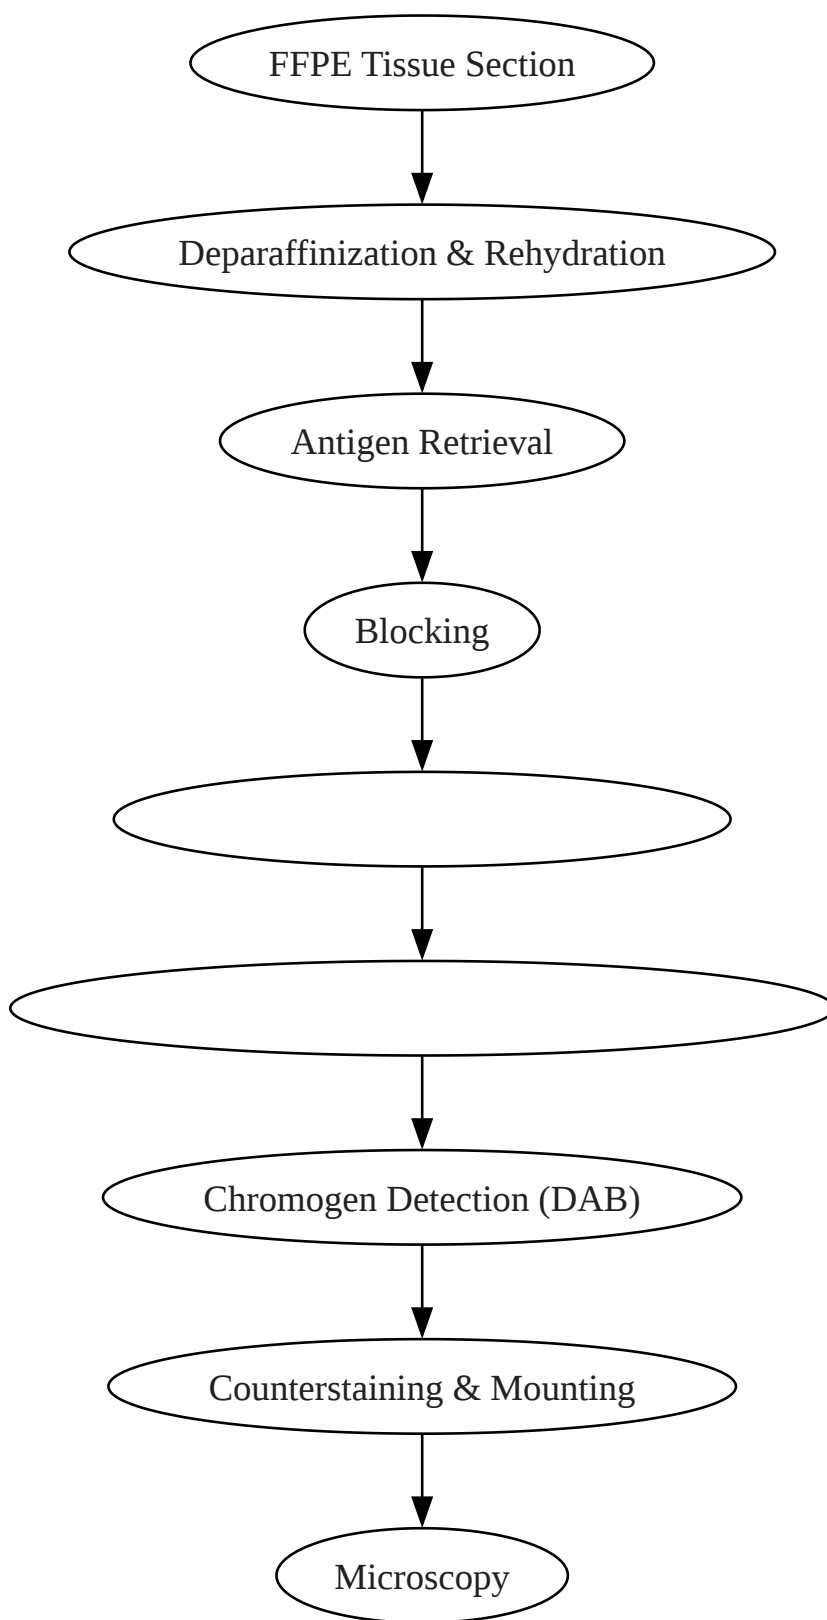 FFPE Tissue Section
Deparaffinization & Rehydration
Antigen Retrieval
Blocking
Chromogen Detection (DAB)
Counterstaining & Mounting
Microscopy